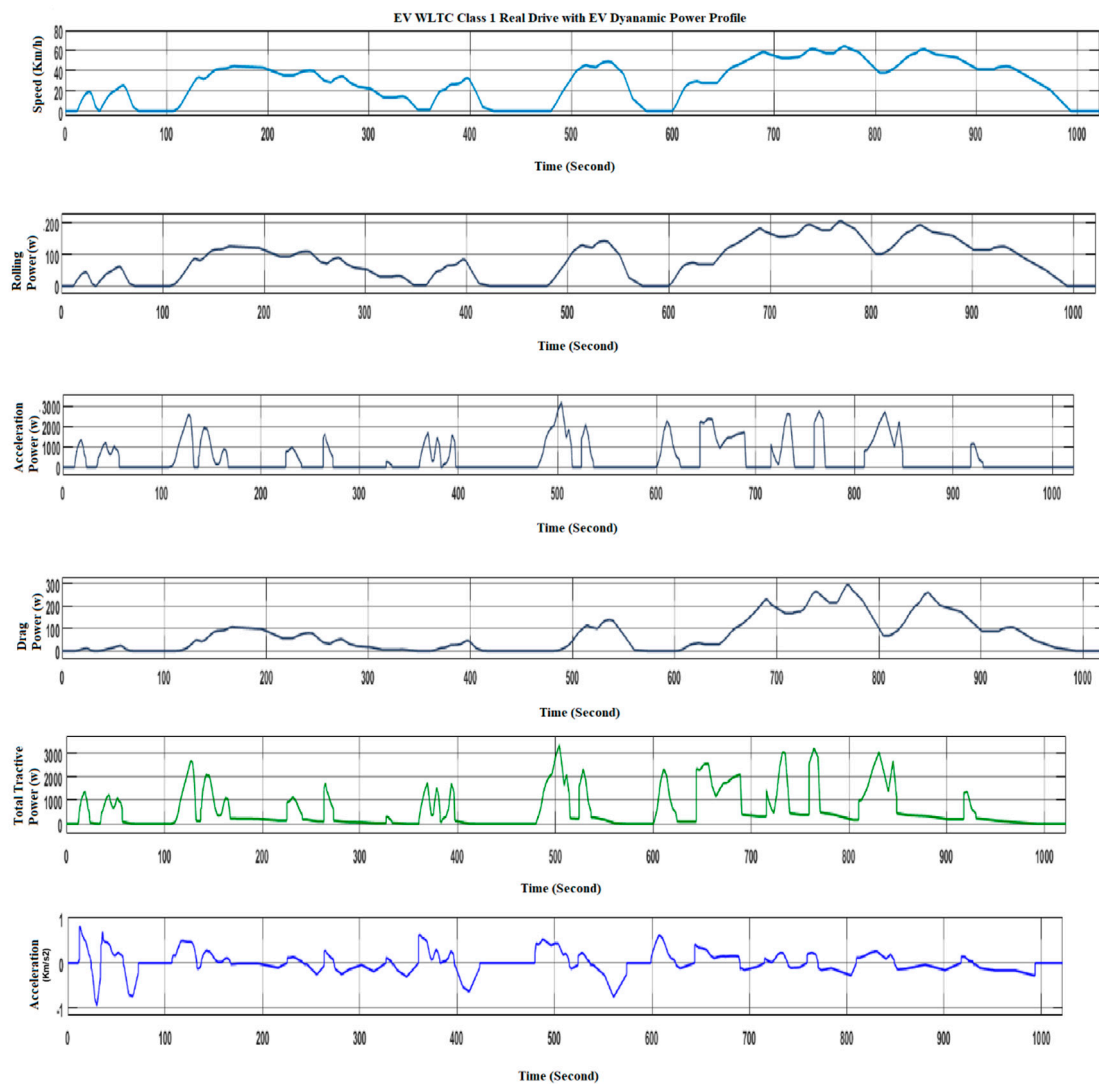 EV WLTC Class 1 Real Drive with EV Dyanamic Power Profile
Speed (Km/h)
80
60
40
20
0
0 100 200 300 400 500 600 700 800 900 1000
Time (Second)
Rolling
Power(w)
200
100
0
0 100 200 300 400 500 600 700 800 900 1000
Time (Second)
Acceleration
Power (w)
3000
2000
1000
0
0 100 200 300 400 500 600 700 800 900 1000
Time (Second)
Drag
Power (w)
300
200
100
0
0 100 200 300 400 500 600 700 800 900 1000
Time (Second)
Total Tractive
Power (w)
3000
2000
1000
0
0 100 200 300 400 500 600 700 800 900 1000
Time (Second)
Acceleration
(Km/s2)
1
0
-1
0 100 200 300 400 500 600 700 800 900 1000
Time (Second)